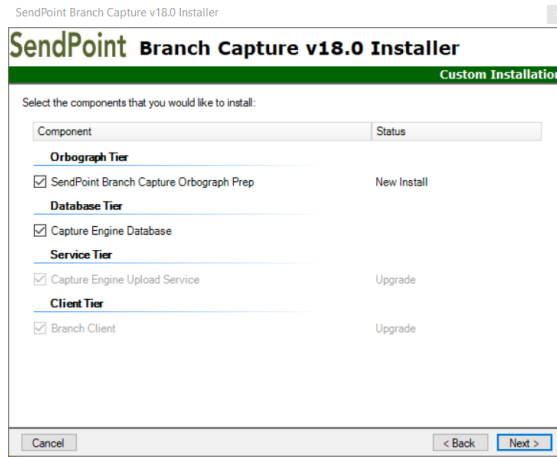 SendPoint Branch Capture v18.0 Installer
SendPoint Branch Capture v18.0 Installer
Custom Installation
Select the components that you would like to install:
Component Status
Orbograph Tier
SendPoint Branch Capture Orbograph Prep New Install
Database Tier
Capture Engine Database
Service Tier
Capture Engine Upload Service Upgrade
Client Tier
Branch Client Upgrade
Cancel < Back Next >